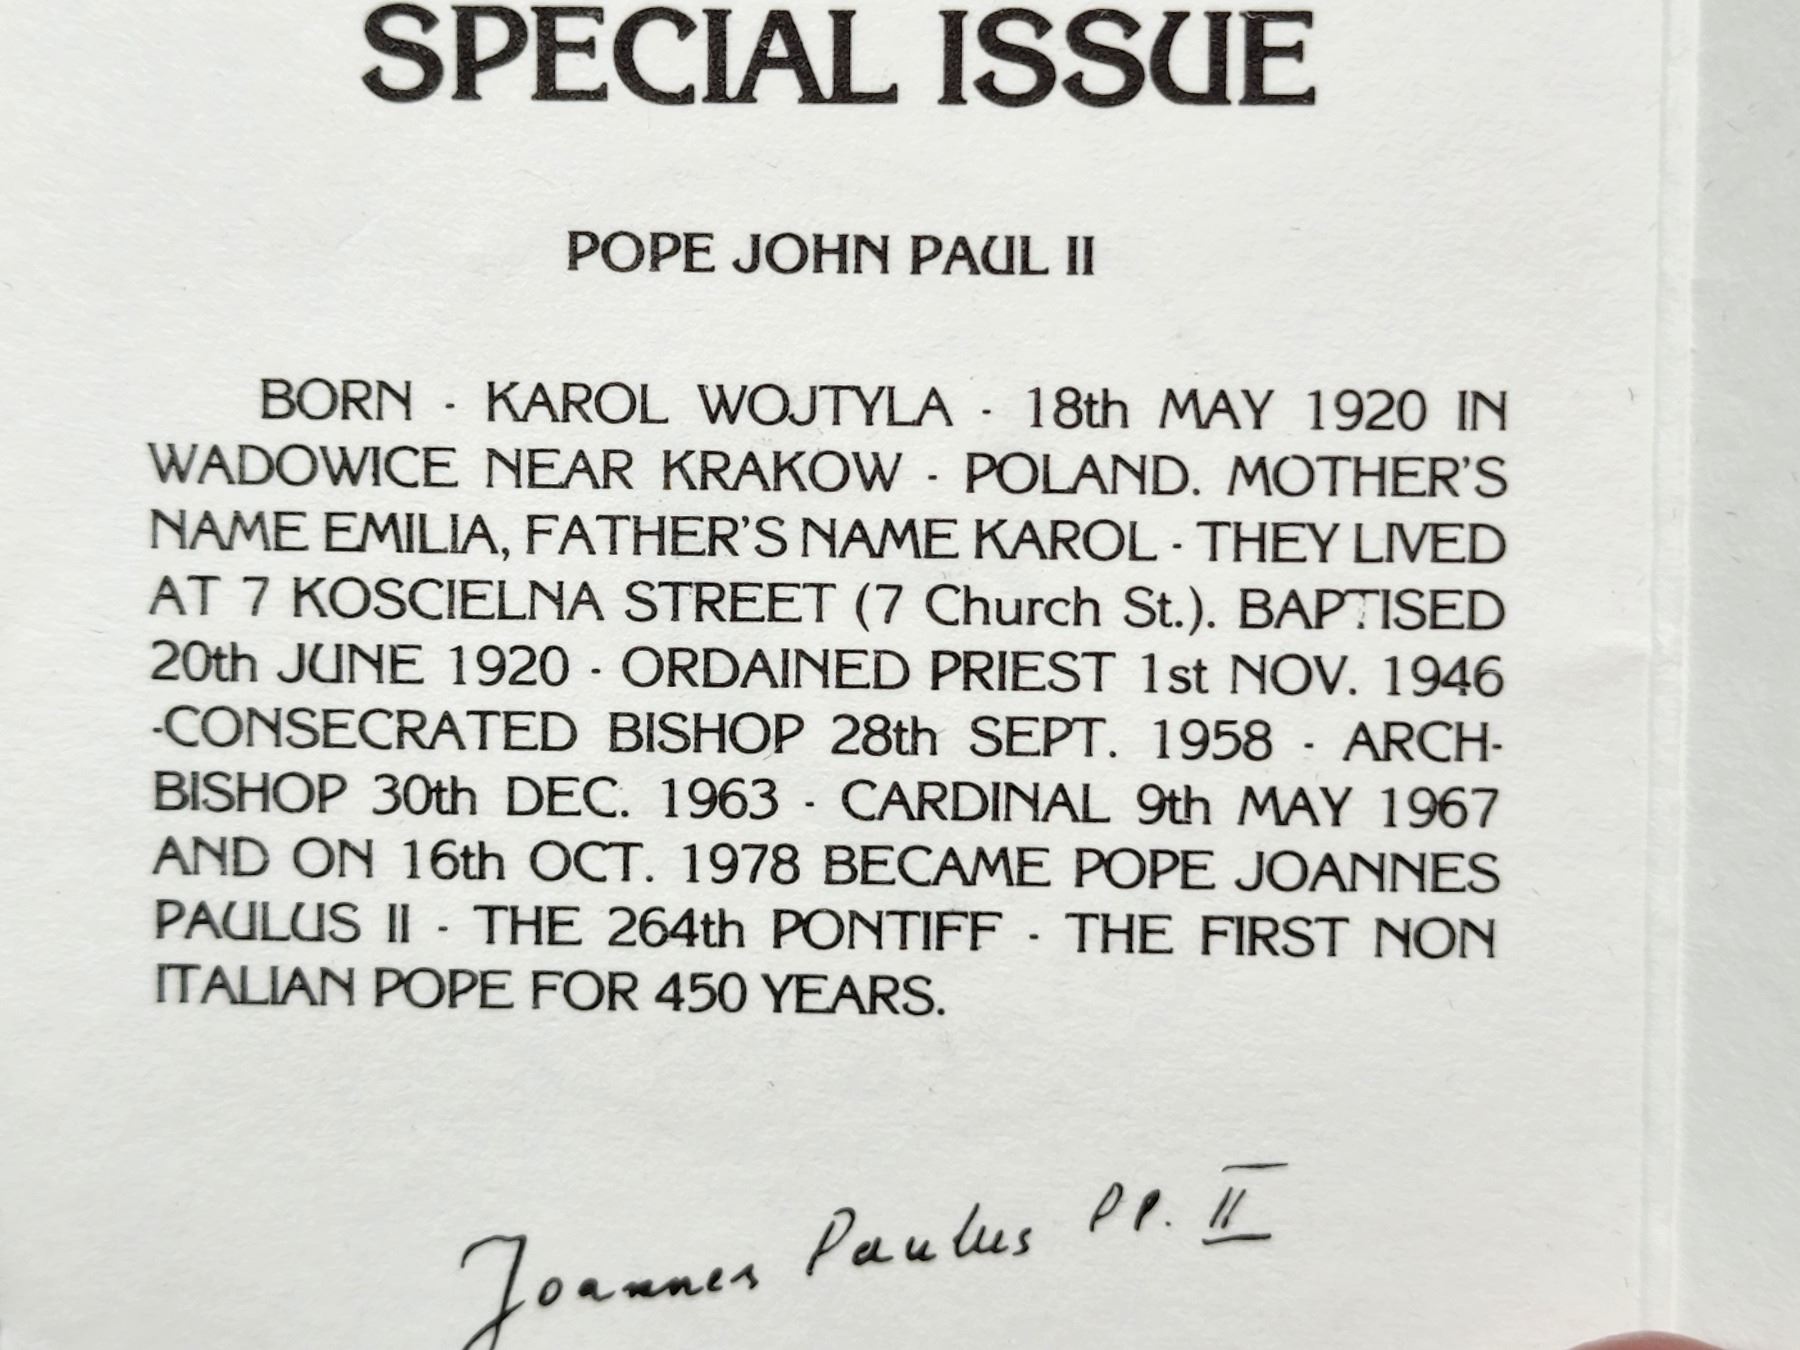 SPECIAL ISSUE
POPE JOHN PAUL II
BORN - KAROL WOJTYLA - 18th MAY 1920 IN
WADOWICE NEAR KRAKOW - POLAND. MOTHER'S
NAME EMILIA, FATHER'S NAME KAROL - THEY LIVED
AT 7 KOSCIELNA STREET (7 Church St.). BAPTISED
20th JUNE 1920 - ORDAINED PRIEST 1st NOV. 1946
-CONSECRATED BISHOP 28th SEPT. 1958 - ARCH-
BISHOP 30th DEC. 1963 - CARDINAL 9th MAY 1967
AND ON 16th OCT. 1978 BECAME POPE JOANNES
PAULUS II - THE 264th PONTIFF - THE FIRST NON
ITALIAN POPE FOR 450 YEARS.
Joannes Paulus PP. II